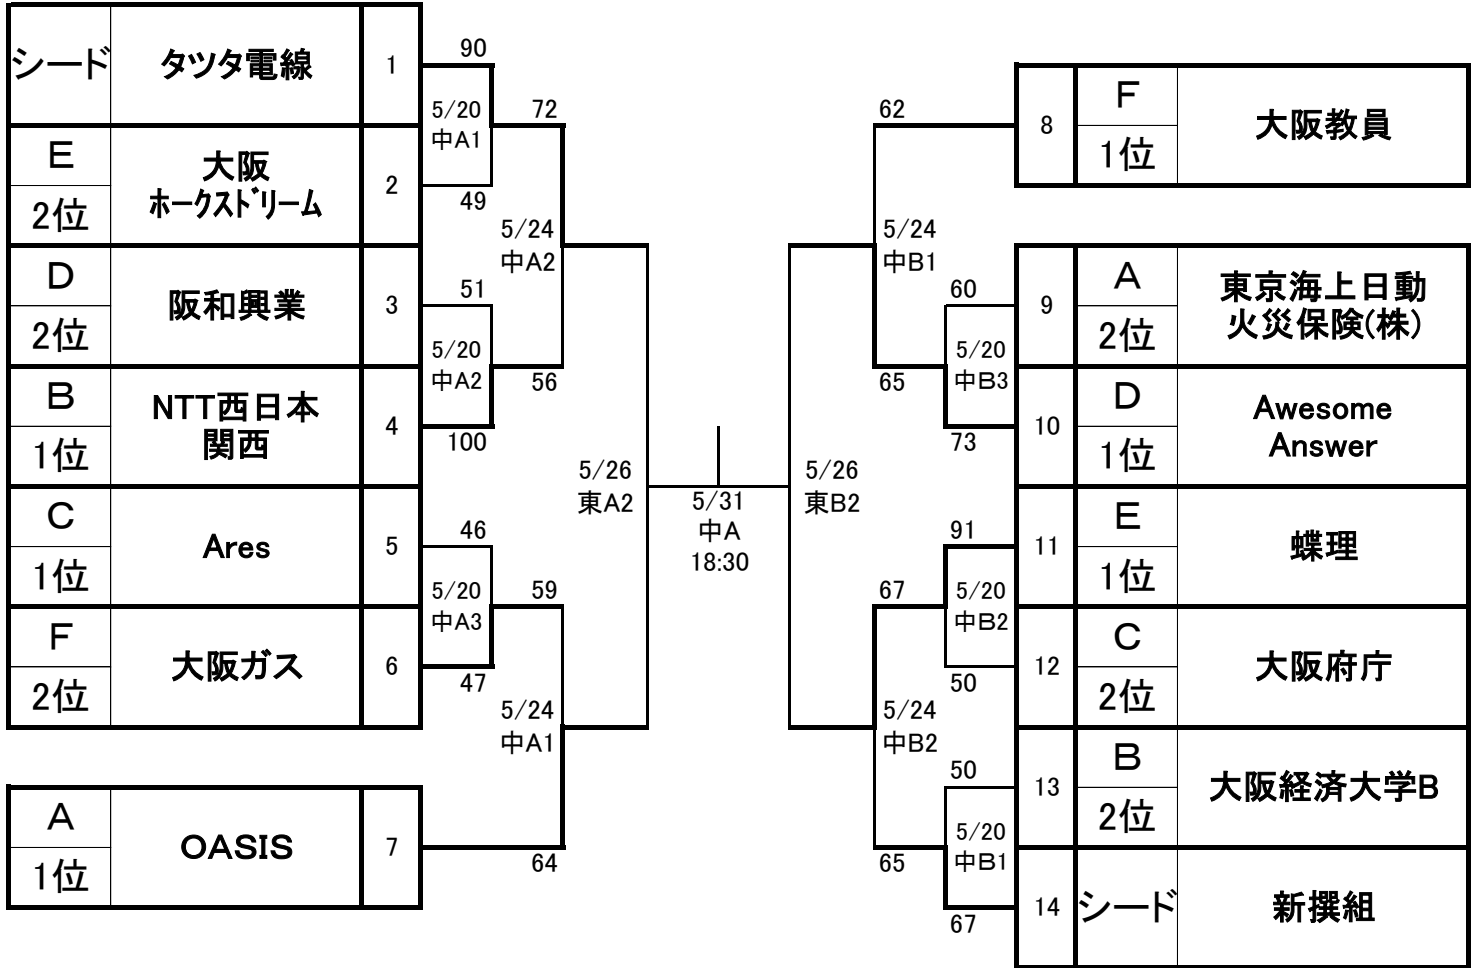 シード
タツタ電線
1
E
2位
大阪
ホークスドリーム
2
D
2位
阪和興業
3
B
1位
NTT西日本
関西
4
C
1位
Ares
5
F
2位
大阪ガス
6
A
1位
OASIS
7
90
5/20
中A1
49
72
5/24
中A2
51
5/20
中A2
100
56
46
5/20
中A3
47
59
5/24
中A1
64
5/26
東A2
5/31
中A
18:30
5/26
東B2
62
5/24
中B1
65
60
5/20
中B3
73
67
5/24
中B2
65
91
5/20
中B2
50
50
5/20
中B1
67
8
F
1位
大阪教員
9
A
2位
東京海上日動
火災保険(株)
10
D
1位
Awesome
Answer
11
E
1位
蝶理
12
C
2位
大阪府庁
13
B
2位
大阪経済大学B
14
シード
新撰組